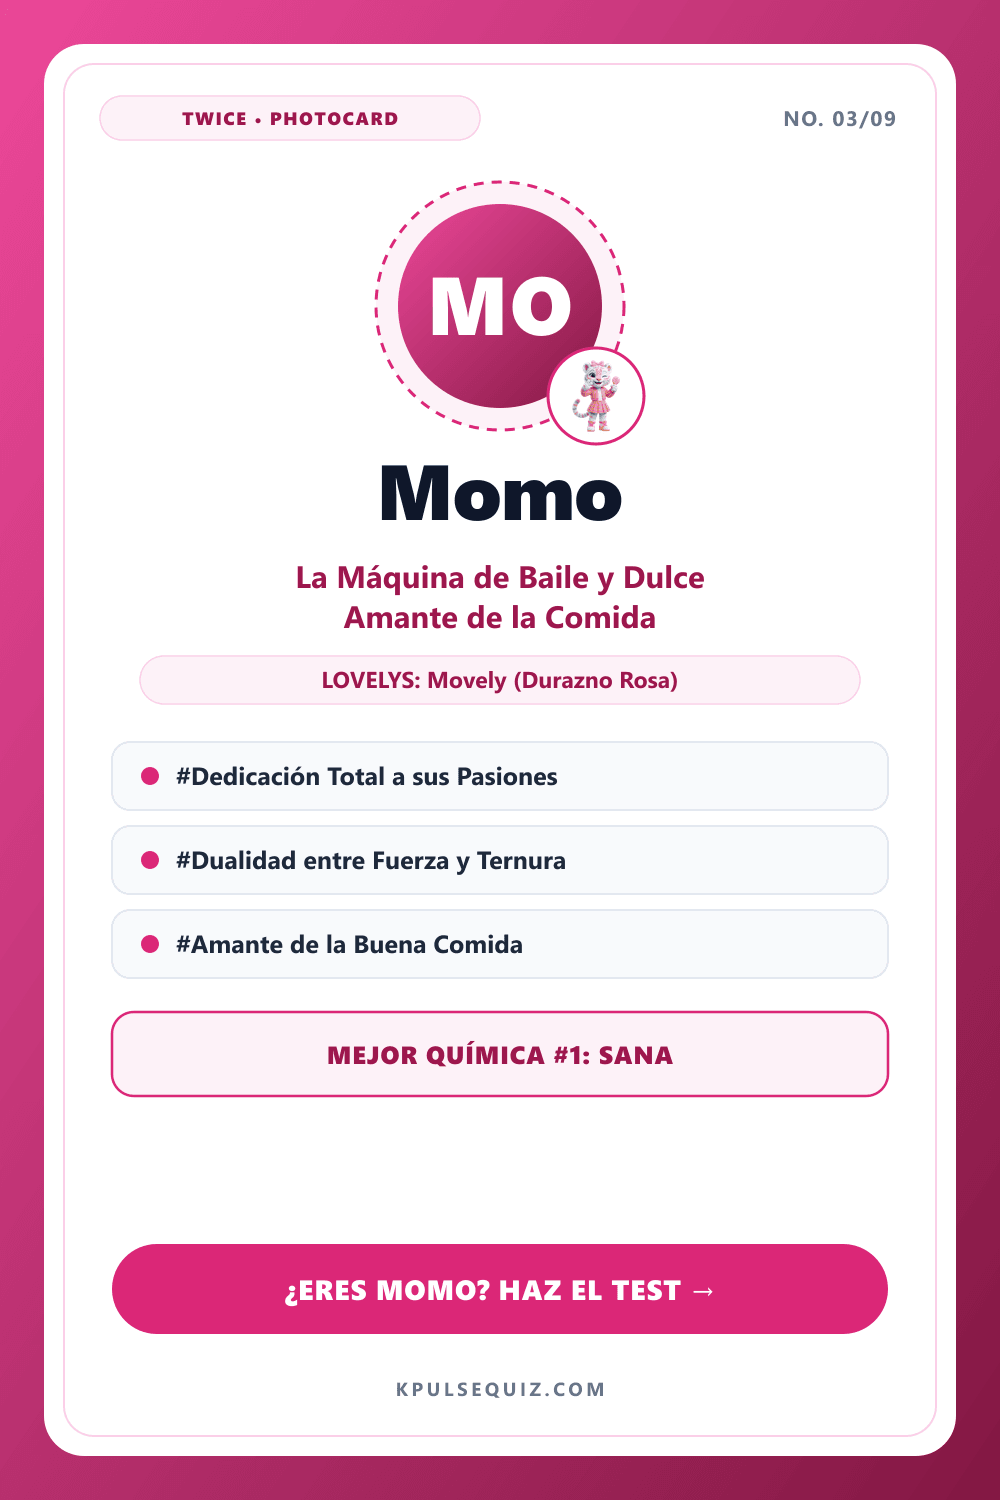 TWICE • PHOTOCARD
NO. 03/09
MO
Momo
La Máquina de Baile y Dulce
Amante de la Comida
LOVELYS: Movely (Durazno Rosa)
#Dedicación Total a sus Pasiones
#Dualidad entre Fuerza y Ternura
#Amante de la Buena Comida
MEJOR QUÍMICA #1: SANA
¿ERES MOMO? HAZ EL TEST →
KPULSEQUIZ.COM